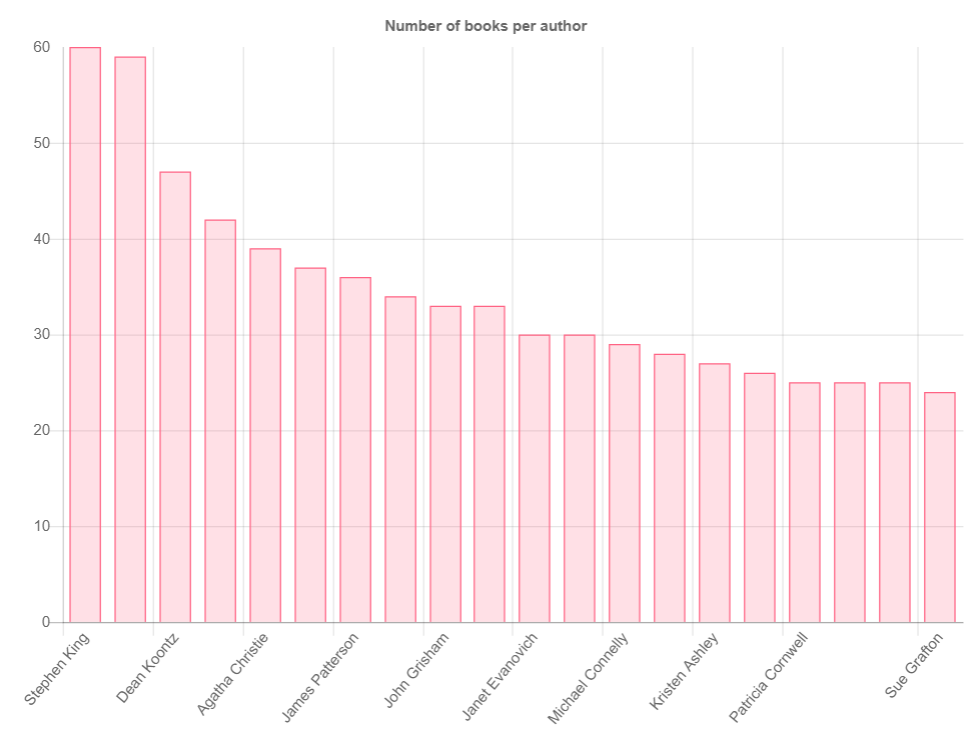 Number of books per author
60
50
40
30
20
10
0
Stephen King
Dean Koontz
Agatha Christie
James Patterson
John Grisham
Janet Evanovich
Michael Connelly
Kristen Ashley
Patricia Cornwell
Sue Grafton